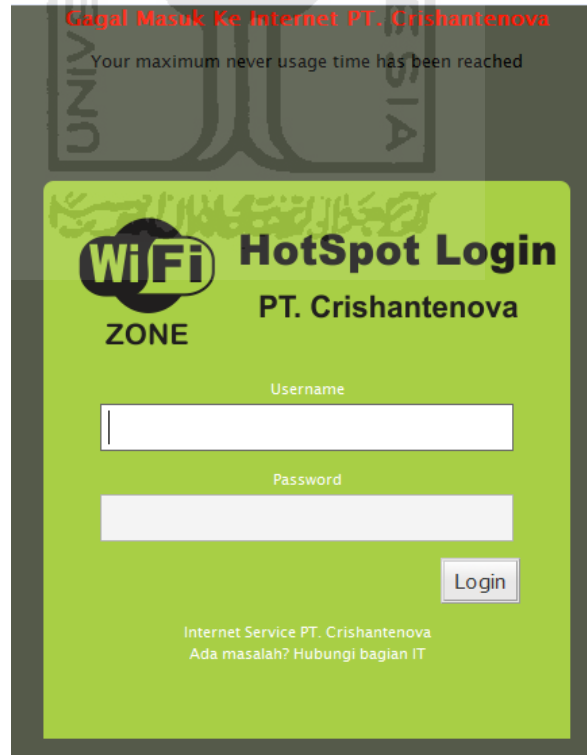 Gagal Masuk Ke Internet PT. Crishantenova
Your maximum never usage time has been reached
WiFi
ZONE
HotSpot Login
PT. Crishantenova
Username
Password
Login
Internet Service PT. Crishantenova
Ada masalah? Hubungi bagian IT